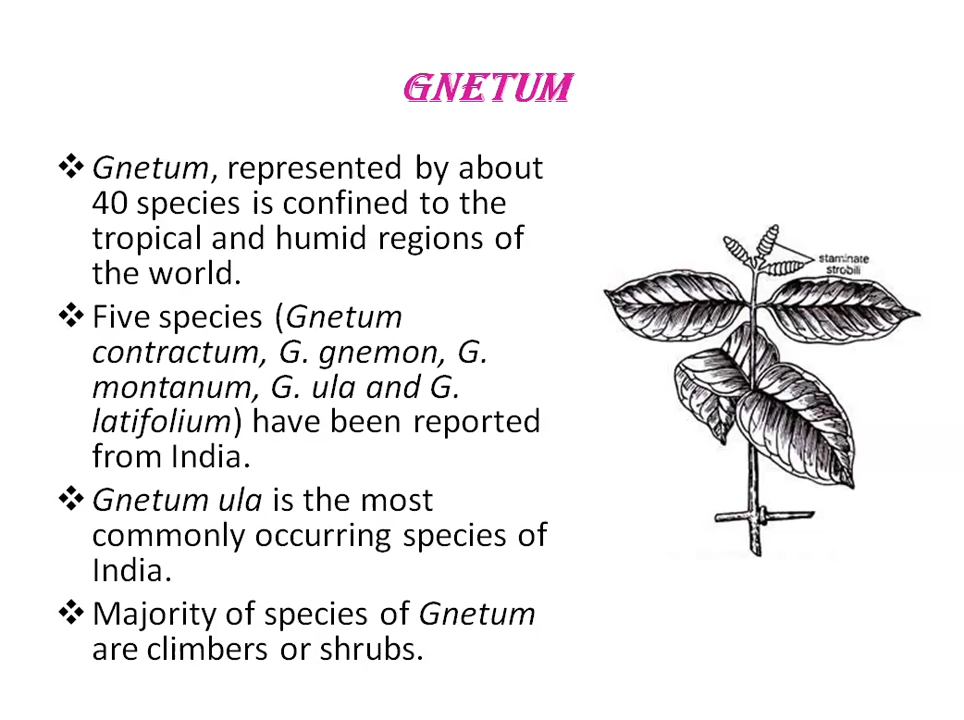 GNETUM
❖ Gnetum, represented by about
40 species is confined to the
tropical and humid regions of
the world.
❖ Five species (Gnetum
contractum, G. gnemon, G.
montanum, G. ula and G.
latifolium) have been reported
from India.
❖ Gnetum ula is the most
commonly occurring species of
India.
❖ Majority of species of Gnetum
are climbers or shrubs.
staminate
strobili